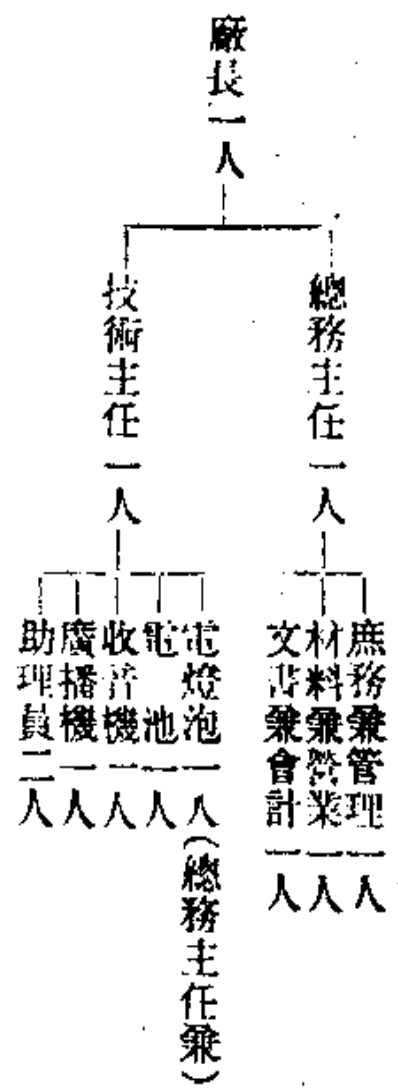 廠長一人
總務主任一人
庶務兼管理一人
材料兼營業一人
文書兼會計一人
技術主任一人
電燈泡一人(總務主任兼)
電池一人
收音機一人
廣播機一人
助理員二人